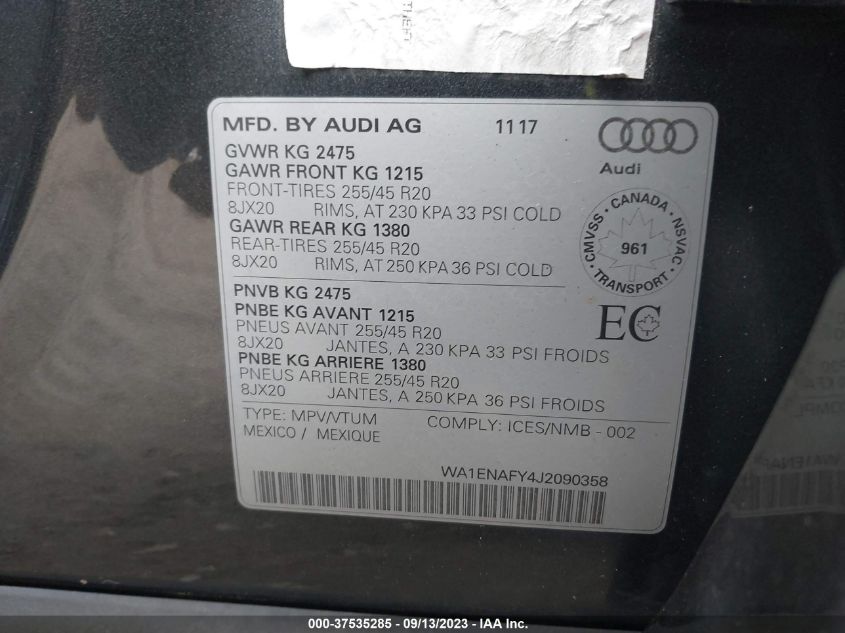 MFD. BY AUDI AG 11 17
Audi
GVWR KG 2475
GAWR FRONT KG 1215
FRONT-TIRES 255/45 R20
8JX20 RIMS, AT 230 KPA 33 PSI COLD
GAWR REAR KG 1380
REAR-TIRES 255/45 R20
8JX20 RIMS, AT 250 KPA 36 PSI COLD
CMVSS • CANADA • NSVAC • TRANSPORT •
961
PNVB KG 2475
PNBE KG AVANT 1215
PNEUS AVANT 255/45 R20
8JX20 JANTES, A 230 KPA 33 PSI FROIDS
PNBE KG ARRIERE 1380
PNEUS ARRIERE 255/45 R20
8JX20 JANTES, A 250 KPA 36 PSI FROIDS
EC
TYPE: MPV/VTUM COMPLY: ICES/NMB - 002
MEXICO / MEXIQUE
WA1ENAFY4J2090358
000-37535285 - 09/13/2023 - IAA Inc.